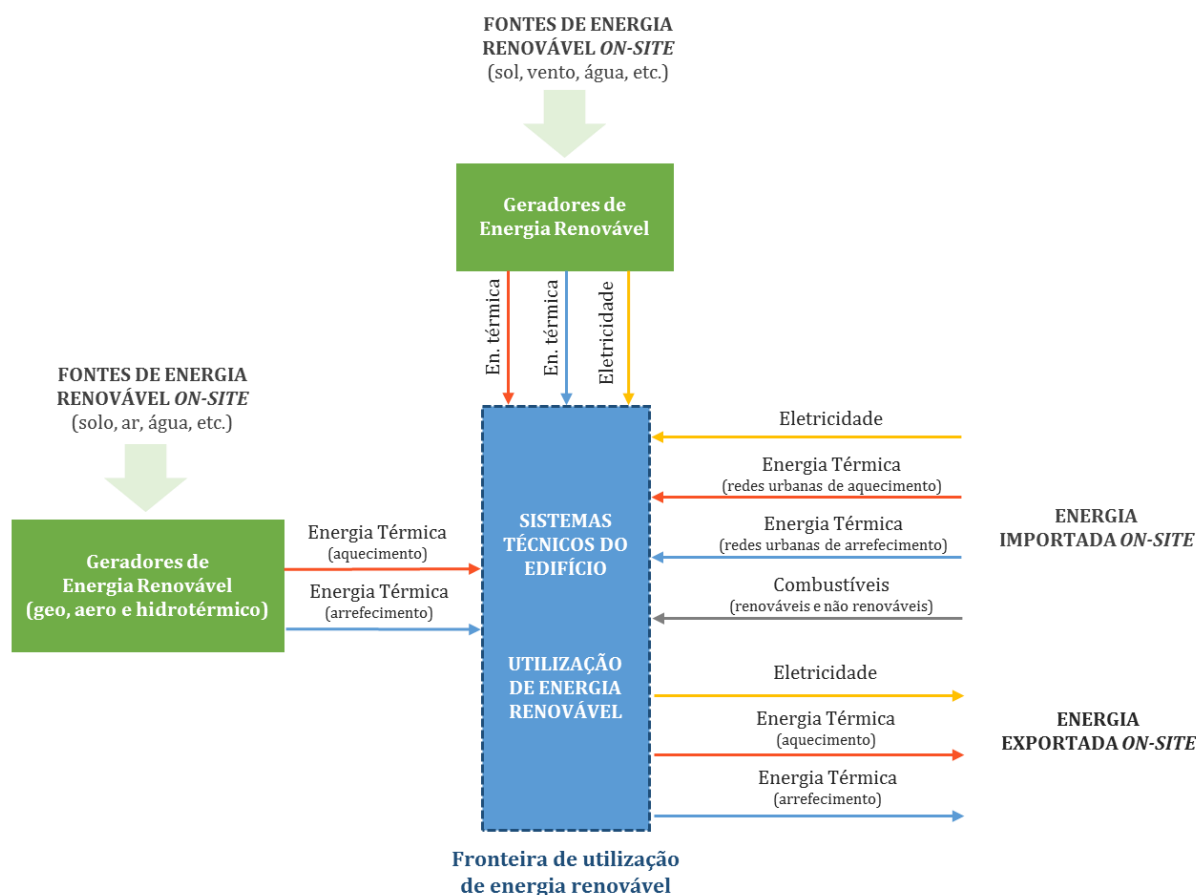 FONTES DE ENERGIA
RENOVÁVEL ON-SITE
(sol, vento, água, etc.)
Geradores de
Energia Renovável
En. térmica
En. térmica
Eletricidade
FONTES DE ENERGIA
RENOVÁVEL ON-SITE
(solo, ar, água, etc.)
Geradores de
Energia Renovável
(geo, aero e hidrotérmico)
Energia Térmica
(aquecimento)
Energia Térmica
(arrefecimento)
SISTEMAS
TÉCNICOS DO
EDIFÍCIO
UTILIZAÇÃO
DE ENERGIA
RENOVÁVEL
Eletricidade
Energia Térmica
(redes urbanas de aquecimento)
Energia Térmica
(redes urbanas de arrefecimento)
Combustíveis
(renováveis e não renováveis)
ENERGIA
IMPORTADA ON-SITE
Eletricidade
Energia Térmica
(aquecimento)
Energia Térmica
(arrefecimento)
ENERGIA
EXPORTADA ON-SITE
Fronteira de utilização
de energia renovável